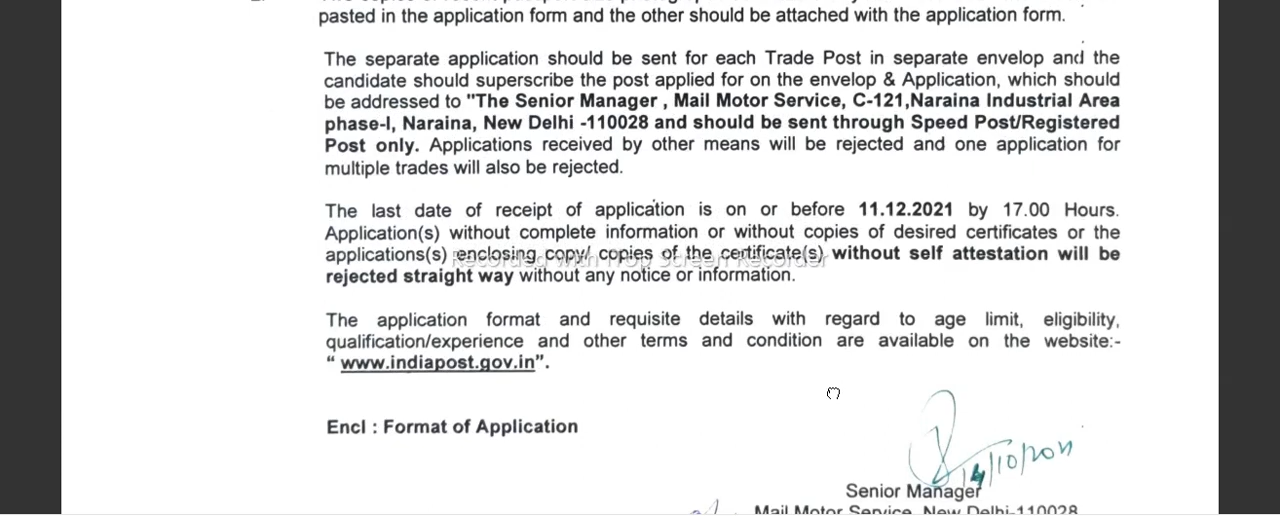 pasted in the application form and the other should be attached with the application form.
The separate application should be sent for each Trade Post in separate envelop and the
candidate should superscribe the post applied for on the envelop & Application, which should
be addressed to "The Senior Manager , Mail Motor Service, C-121,Naraina Industrial Area
phase-I, Naraina, New Delhi -110028 and should be sent through Speed Post/Registered
Post only. Applications received by other means will be rejected and one application for
multiple trades will also be rejected.
The last date of receipt of application is on or before 11.12.2021 by 17.00 Hours.
Application(s) without complete information or without copies of desired certificates or the
applications(s) enclosing copy/ copies of the certificate(s) without self attestation will be
rejected straight way without any notice or information.
Recorded with iTop Screen Recorder
The application format and requisite details with regard to age limit, eligibility,
qualification/experience and other terms and condition are available on the website:-
“ www.indiapost.gov.in”.
Encl : Format of Application
Senior Manager
Mail Motor Service, New Delhi-110028